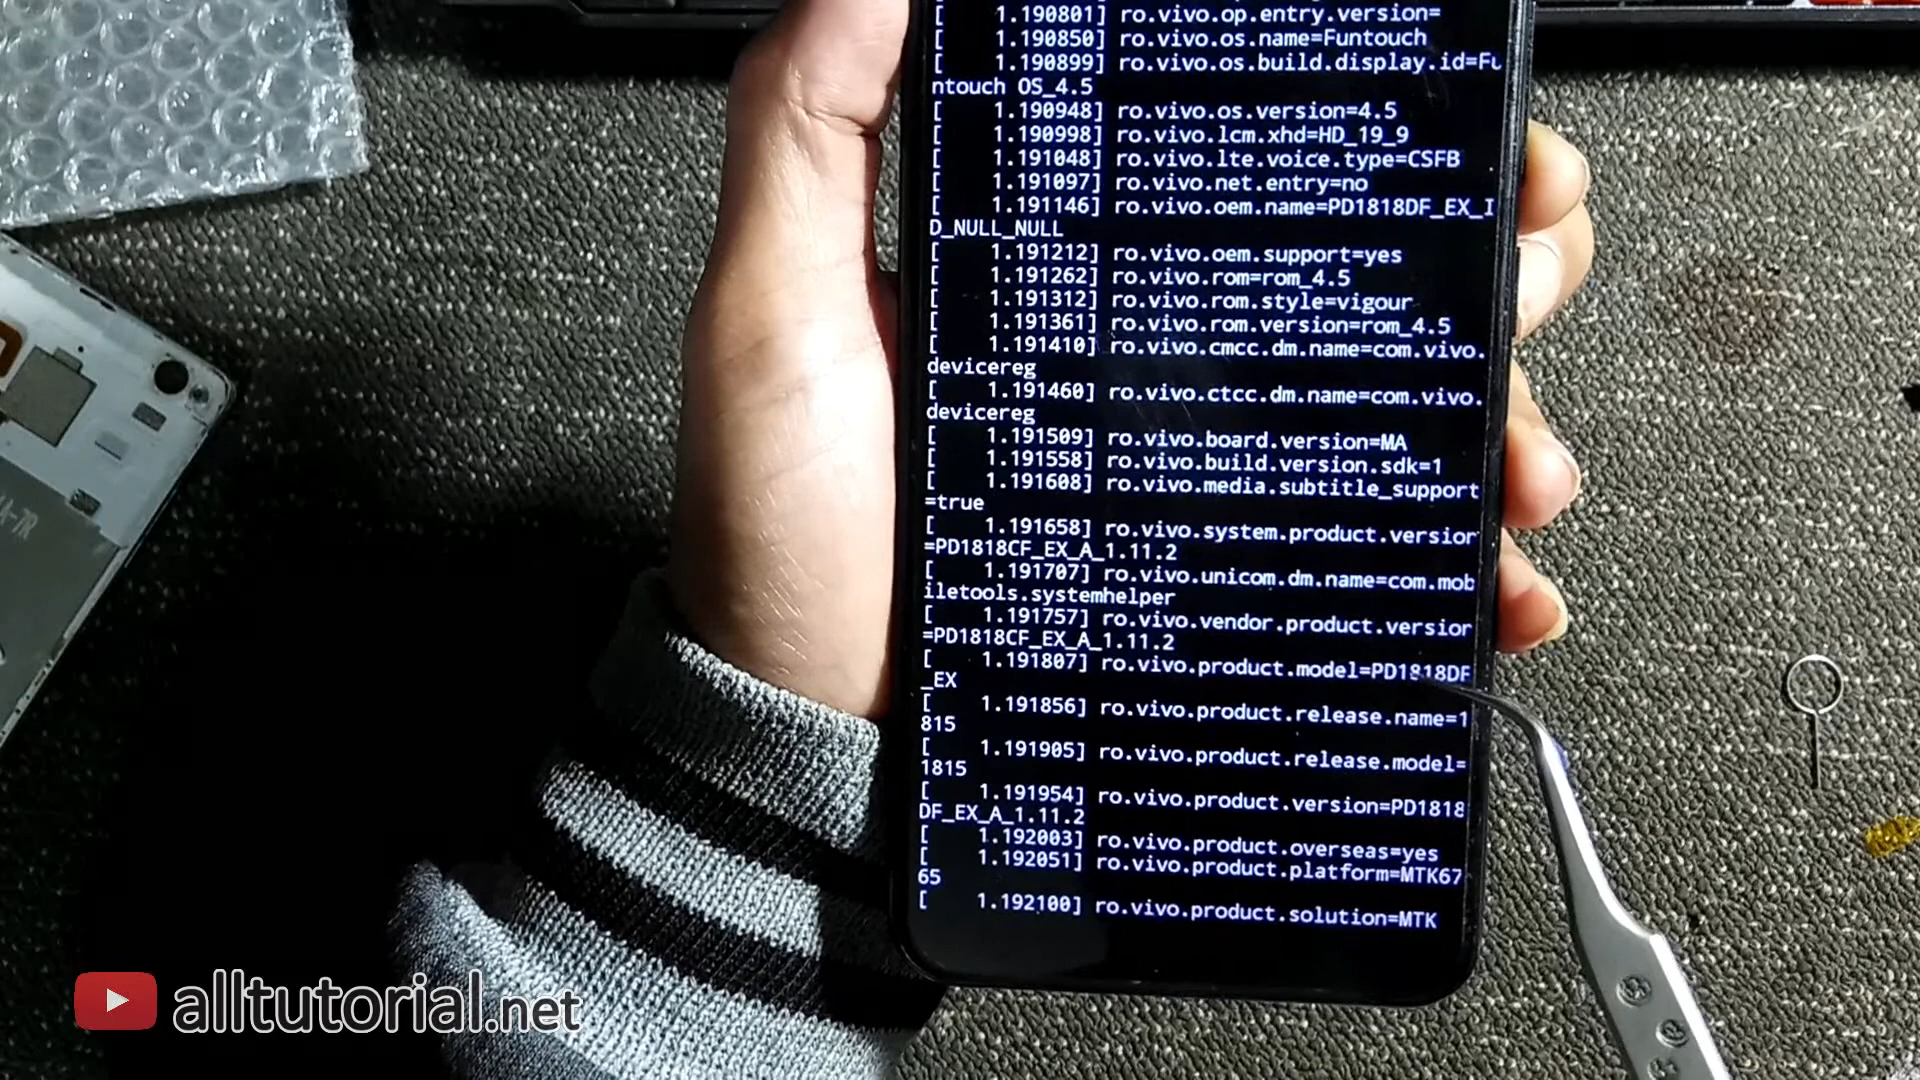 [ 1.190801] ro.vivo.op.entry.version=
[ 1.190850] ro.vivo.os.name=Funtouch
[ 1.190899] ro.vivo.os.build.display.id=Fu
ntouch OS_4.5
[ 1.190948] ro.vivo.os.version=4.5
[ 1.190998] ro.vivo.lcm.xhd=HD_19_9
[ 1.191048] ro.vivo.lte.voice.type=CSFB
[ 1.191097] ro.vivo.net.entry=no
[ 1.191146] ro.vivo.oem.name=PD1818DF_EX_I
D_NULL_NULL
[ 1.191212] ro.vivo.oem.support=yes
[ 1.191262] ro.vivo.rom=rom_4.5
[ 1.191312] ro.vivo.rom.style=vigour
[ 1.191361] ro.vivo.rom.version=rom_4.5
[ 1.191410] ro.vivo.cmcc.dm.name=com.vivo.
devicereg
[ 1.191460] ro.vivo.ctcc.dm.name=com.vivo.
devicereg
[ 1.191509] ro.vivo.board.version=MA
[ 1.191558] ro.vivo.build.version.sdk=1
[ 1.191608] ro.vivo.media.subtitle_support
=true
[ 1.191658] ro.vivo.system.product.version
=PD1818CF_EX_A_1.11.2
[ 1.191707] ro.vivo.unicom.dm.name=com.mob
iletools.systemhelper
[ 1.191757] ro.vivo.vendor.product.version
=PD1818CF_EX_A_1.11.2
[ 1.191807] ro.vivo.product.model=PD1818DF
_EX
[ 1.191856] ro.vivo.product.release.name=1
815
[ 1.191905] ro.vivo.product.release.model=
1815
[ 1.191954] ro.vivo.product.version=PD1818
DF_EX_A_1.11.2
[ 1.192003] ro.vivo.product.overseas=yes
[ 1.192051] ro.vivo.product.platform=MTK67
65
[ 1.192100] ro.vivo.product.solution=MTK
alltutorial.net